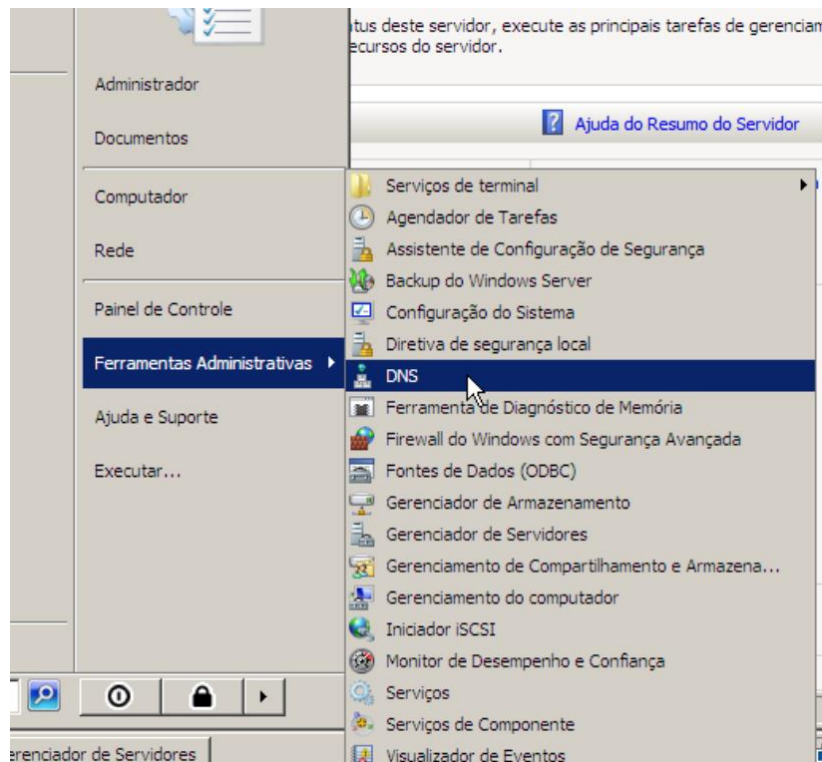 tus deste servidor, execute as principais tarefas de gerenciam
ecursos do servidor.
Ajuda do Resumo do Servidor
Administrador
Documentos
Computador
Rede
Painel de Controle
Ferramentas Administrativas
Ajuda e Suporte
Executar...
Serviços de terminal
Agendador de Tarefas
Assistente de Configuração de Segurança
Backup do Windows Server
Configuração do Sistema
Diretiva de segurança local
DNS
Ferramenta de Diagnóstico de Memória
Firewall do Windows com Segurança Avançada
Fontes de Dados (ODBC)
Gerenciador de Armazenamento
Gerenciador de Servidores
Gerenciamento de Compartilhamento e Armazena...
Gerenciamento do computador
Iniciador iSCSI
Monitor de Desempenho e Confiança
Serviços
Serviços de Componente
Visualizador de Eventos
erenciador de Servidores